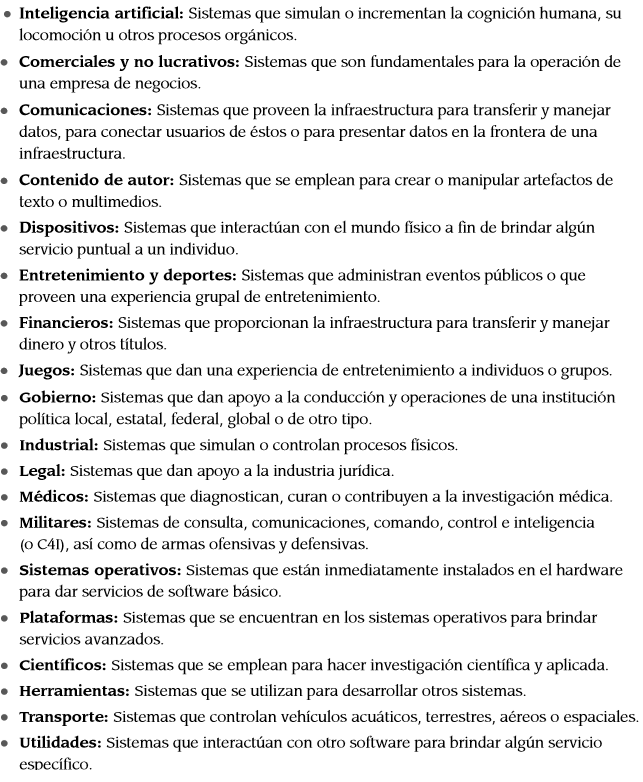 • Inteligencia artificial: Sistemas que simulan o incrementan la cognición humana, su
locomoción u otros procesos orgánicos.
• Comerciales y no lucrativos: Sistemas que son fundamentales para la operación de
una empresa de negocios.
• Comunicaciones: Sistemas que proveen la infraestructura para transferir y manejar
datos, para conectar usuarios de éstos o para presentar datos en la frontera de una
infraestructura.
• Contenido de autor: Sistemas que se emplean para crear o manipular artefactos de
texto o multimedios.
• Dispositivos: Sistemas que interactúan con el mundo físico a fin de brindar algún
servicio puntual a un individuo.
• Entretenimiento y deportes: Sistemas que administran eventos públicos o que
proveen una experiencia grupal de entretenimiento.
• Financieros: Sistemas que proporcionan la infraestructura para transferir y manejar
dinero y otros títulos.
• Juegos: Sistemas que dan una experiencia de entretenimiento a individuos o grupos.
• Gobierno: Sistemas que dan apoyo a la conducción y operaciones de una institución
política local, estatal, federal, global o de otro tipo.
• Industrial: Sistemas que simulan o controlan procesos físicos.
• Legal: Sistemas que dan apoyo a la industria jurídica.
• Médicos: Sistemas que diagnostican, curan o contribuyen a la investigación médica.
• Militares: Sistemas de consulta, comunicaciones, comando, control e inteligencia
(o C4I), así como de armas ofensivas y defensivas.
• Sistemas operativos: Sistemas que están inmediatamente instalados en el hardware
para dar servicios de software básico.
• Plataformas: Sistemas que se encuentran en los sistemas operativos para brindar
servicios avanzados.
• Científicos: Sistemas que se emplean para hacer investigación científica y aplicada.
• Herramientas: Sistemas que se utilizan para desarrollar otros sistemas.
• Transporte: Sistemas que controlan vehículos acuáticos, terrestres, aéreos o espaciales.
• Utilidades: Sistemas que interactúan con otro software para brindar algún servicio
específico.